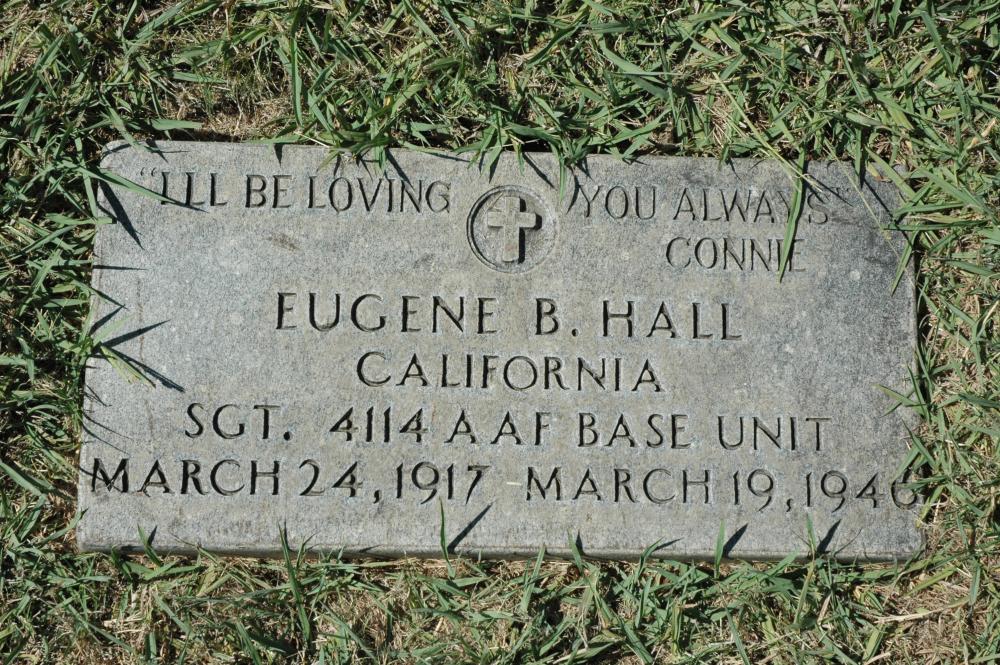 "I'LL BE LOVING YOU ALWAYS
CONNIE
EUGENE B. HALL
CALIFORNIA
SGT. 4114 AAF BASE UNIT
MARCH 24, 1917 MARCH 19, 1946